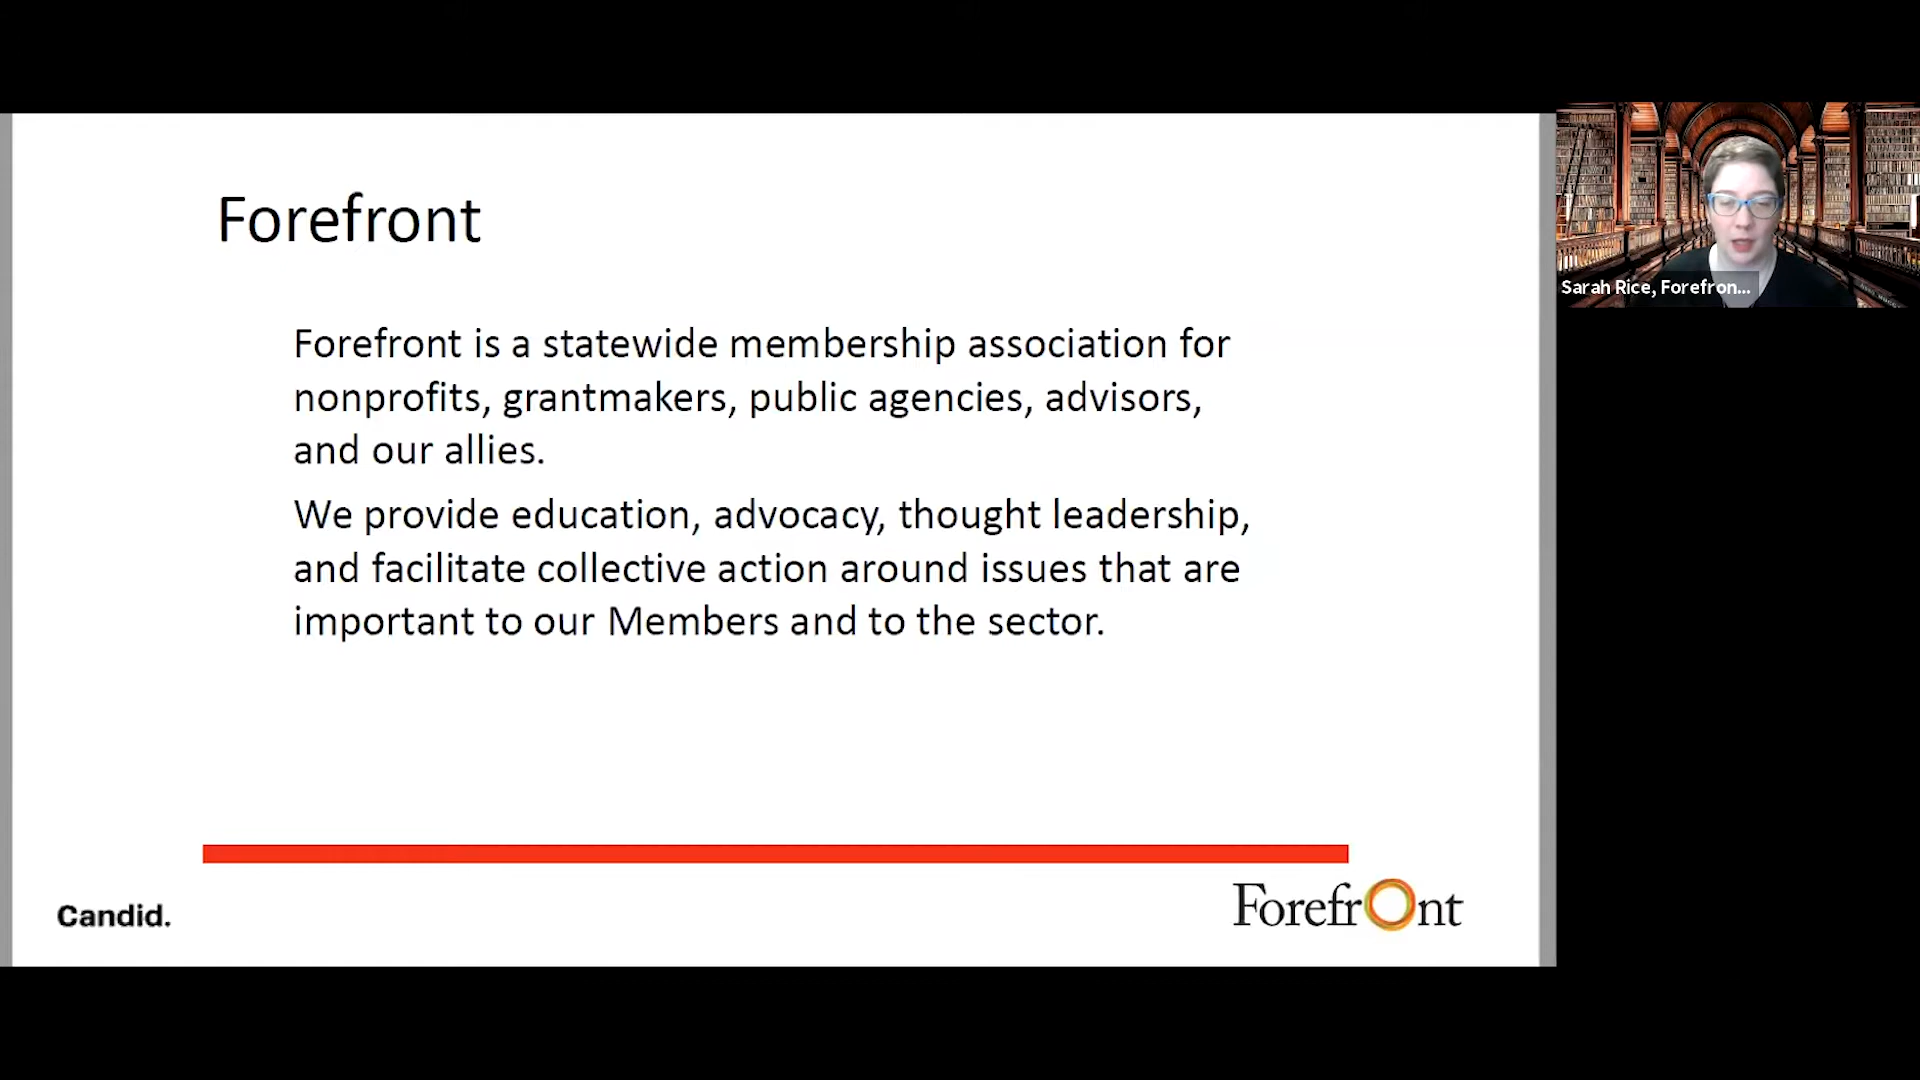 Forefront
Forefront is a statewide membership association for
nonprofits, grantmakers, public agencies, advisors,
and our allies.
We provide education, advocacy, thought leadership,
and facilitate collective action around issues that are
important to our Members and to the sector.
Candid.
Forefront
Sarah Rice, Forefron...